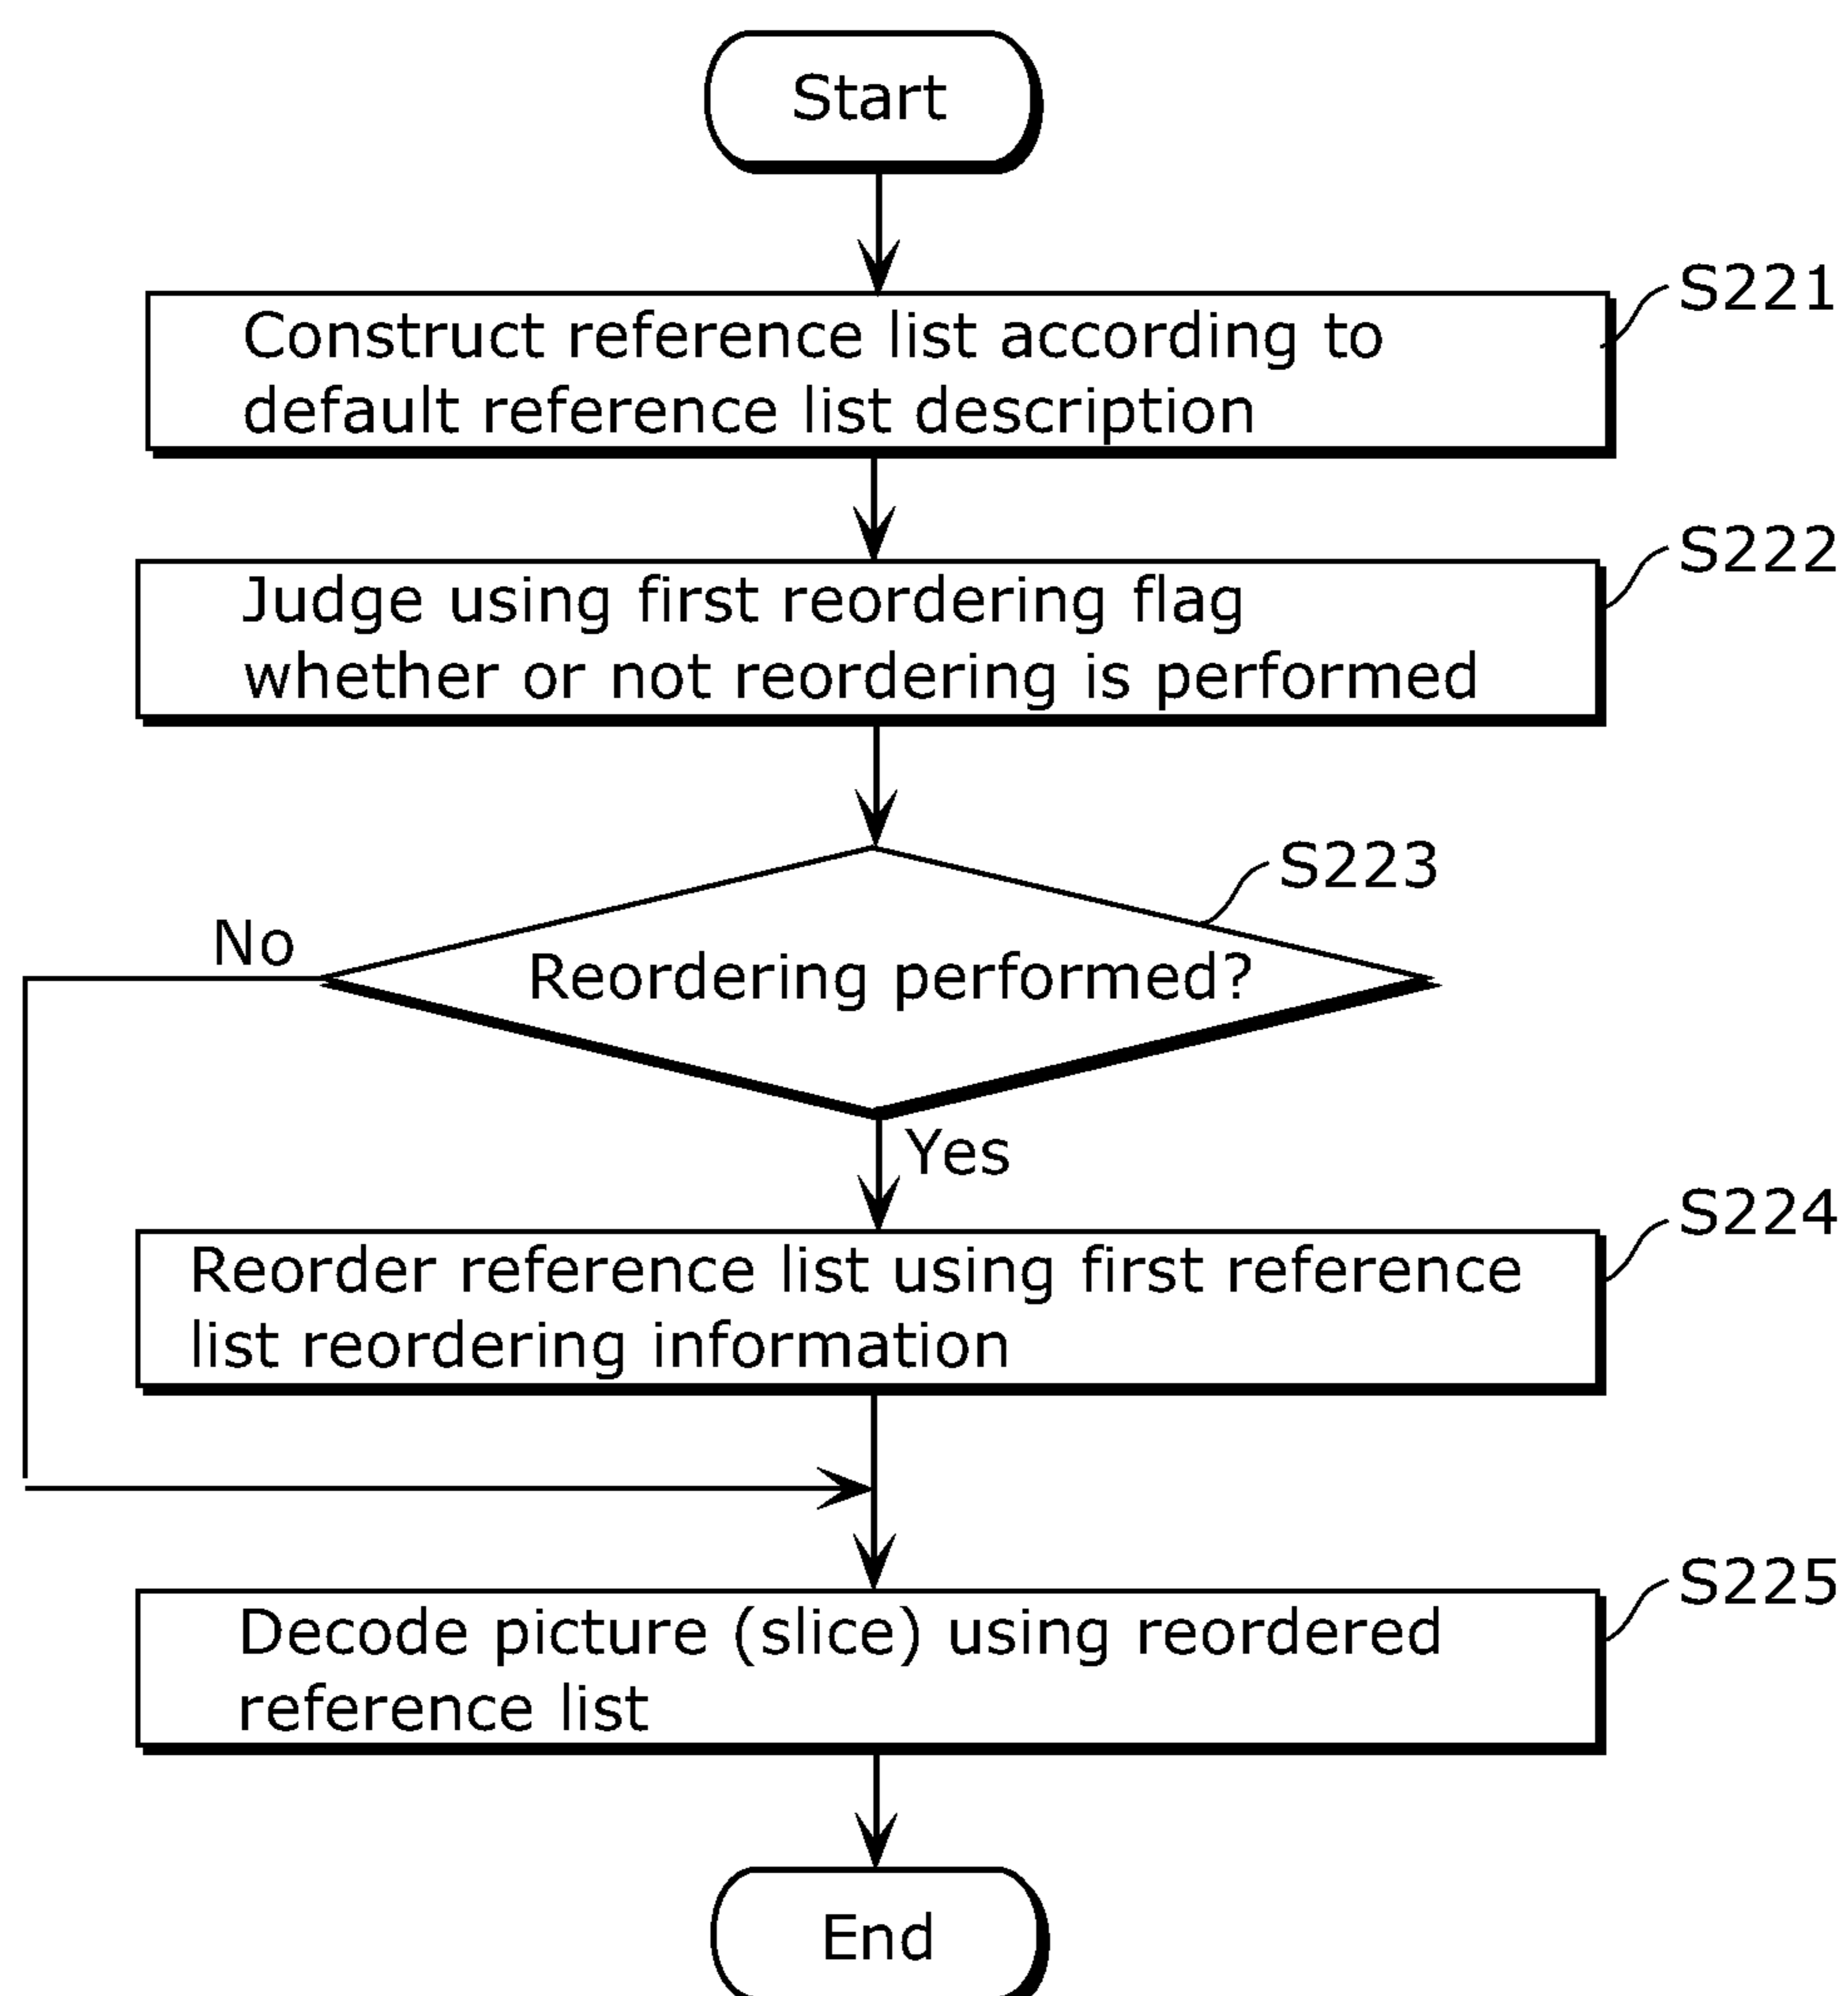 Start
S221
Construct reference list according to
default reference list description
S222
Judge using first reordering flag
whether or not reordering is performed
S223
No
Reordering performed?
Yes
S224
Reorder reference list using first reference
list reordering information
S225
Decode picture (slice) using reordered
reference list
End